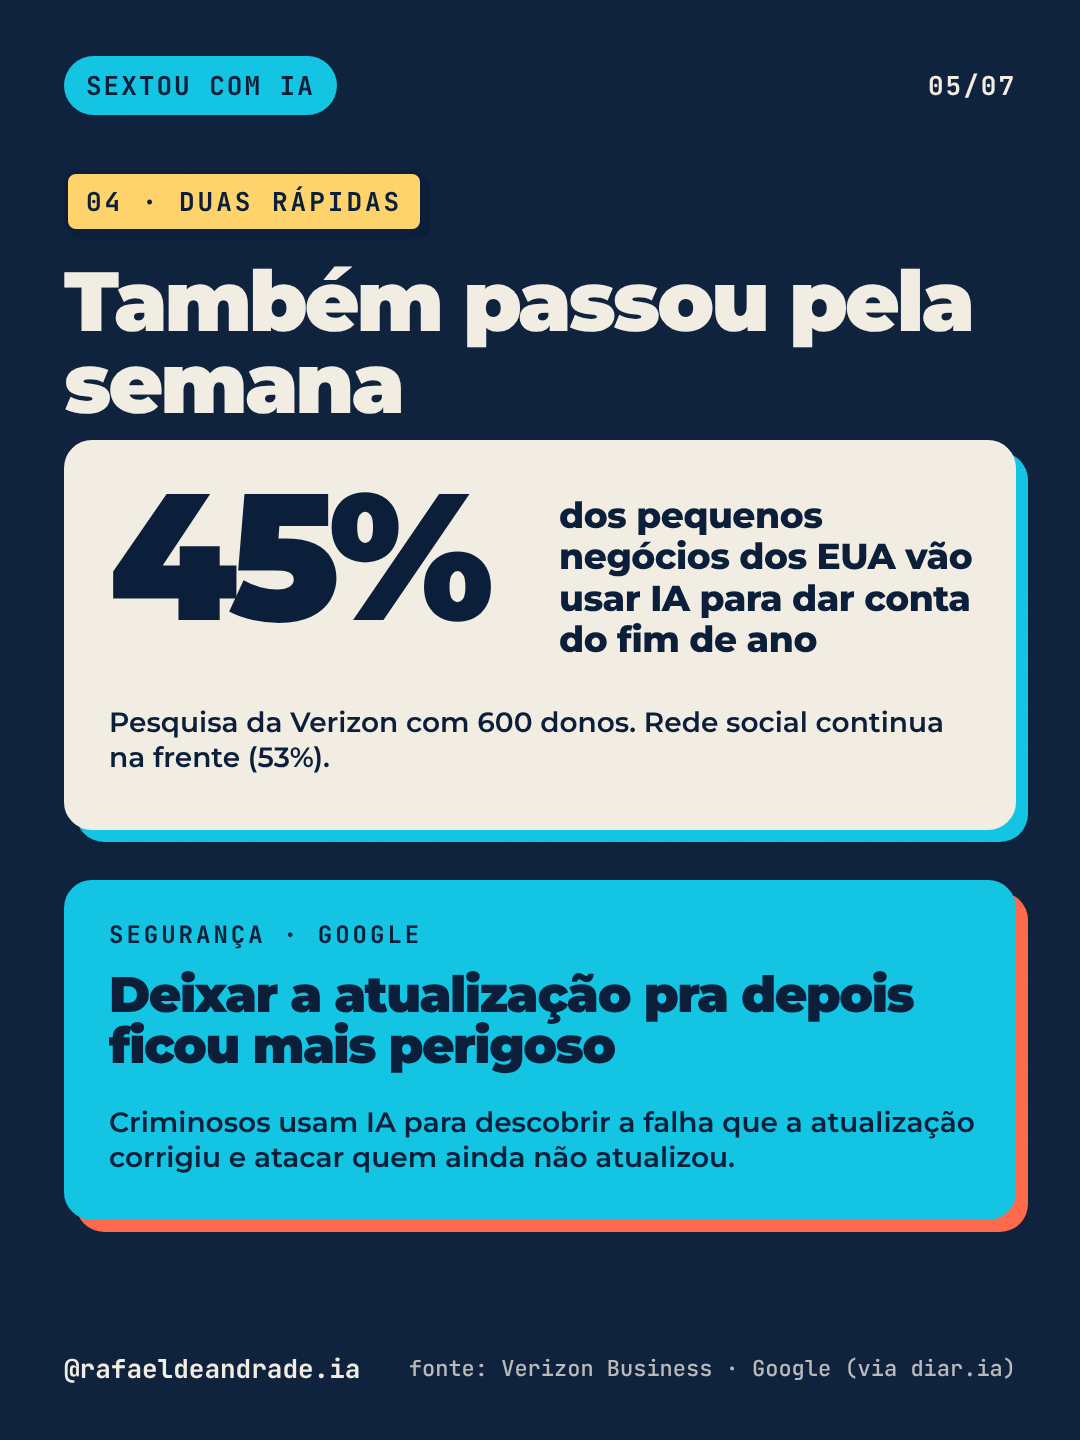 SEXTOU COM IA
05/07
04 · DUAS RÁPIDAS
Também passou pela
semana
45%
dos pequenos
negócios dos EUA vão
usar IA para dar conta
do fim de ano
Pesquisa da Verizon com 600 donos. Rede social continua
na frente (53%).
SEGURANÇA · GOOGLE
Deixar a atualização pra depois
ficou mais perigoso
Criminosos usam IA para descobrir a falha que a atualização
corrigiu e atacar quem ainda não atualizou.
@rafaeldeandrade.ia
fonte: Verizon Business · Google (via diar.ia)